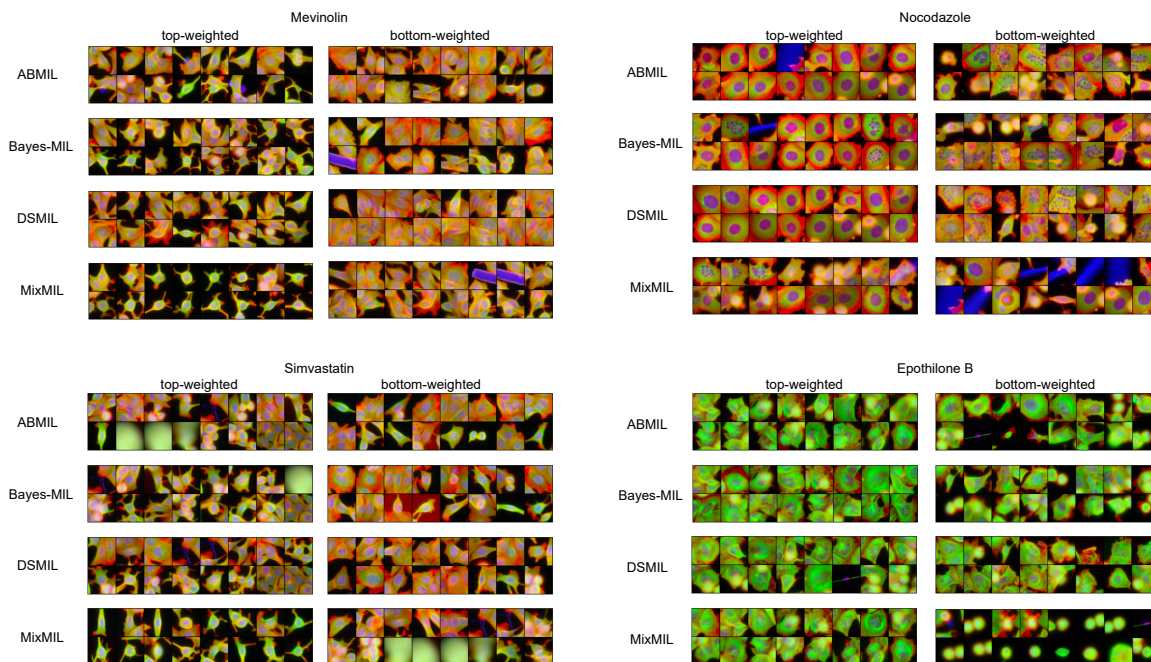 Mevinolin
top-weighted bottom-weighted
ABMIL
Bayes-MIL
DSMIL
MixMIL
Nocodazole
top-weighted bottom-weighted
ABMIL
Bayes-MIL
DSMIL
MixMIL
Simvastatin
top-weighted bottom-weighted
ABMIL
Bayes-MIL
DSMIL
MixMIL
Epothilone B
top-weighted bottom-weighted
ABMIL
Bayes-MIL
DSMIL
MixMIL